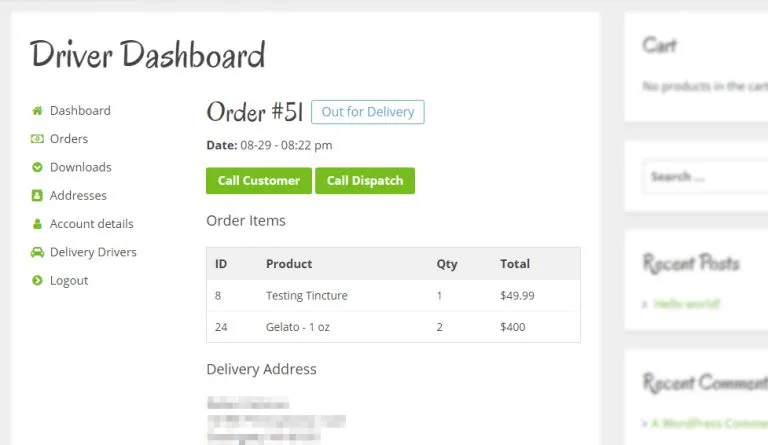 Driver Dashboard
Dashboard
Orders
Downloads
Addresses
Account details
Delivery Drivers
Logout
Order #51 Out for Delivery
Date: 08-29 - 08:22 pm
Call Customer Call Dispatch
Order Items
ID Product Qty Total
8 Testing Tincture 1 $49.99
24 Gelato - 1 oz 2 $400
Delivery Address
Cart
No products in the cart
Search ...
Recent Posts
Hello world!
Recent Comment
A WordPress Comme